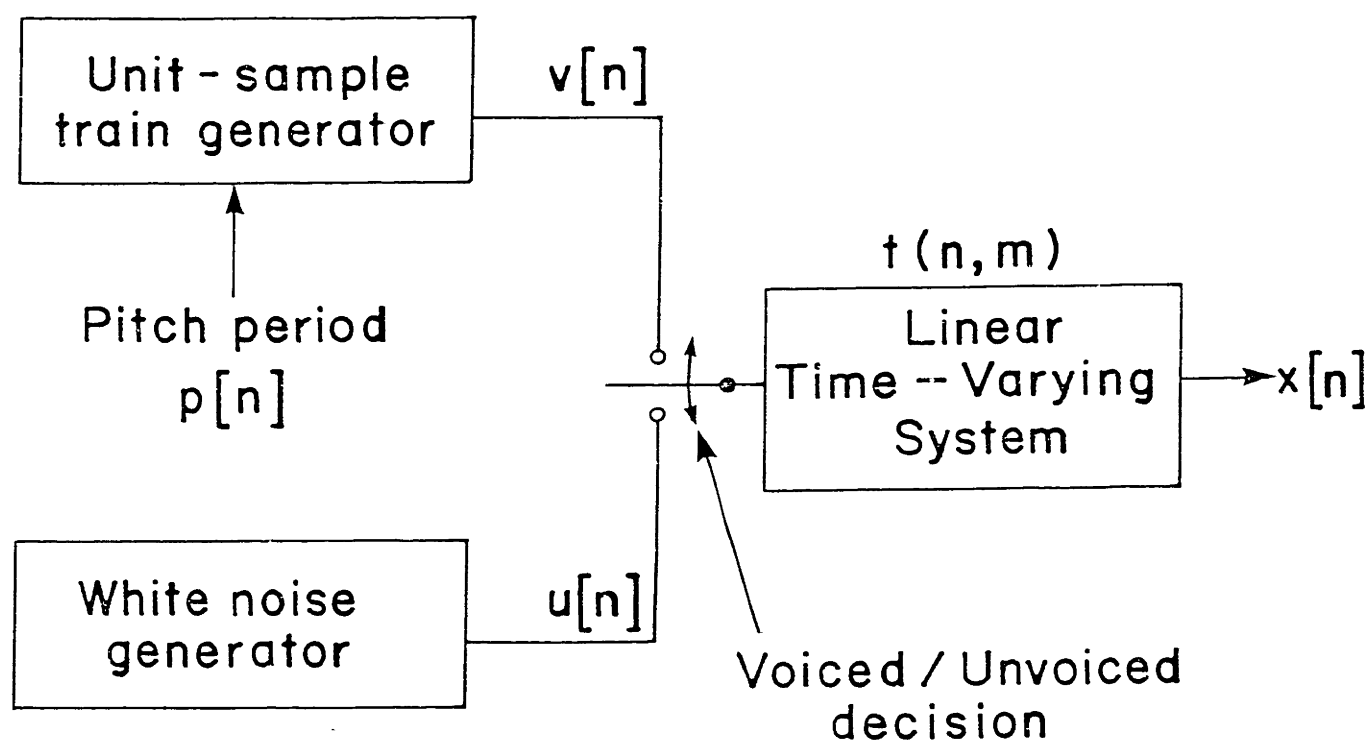 Unit-sample
train generator
v[n]
Pitch period
p[n]
t(n,m)
Linear
Time--Varying
System
x[n]
White noise
generator
u[n]
Voiced / Unvoiced
decision